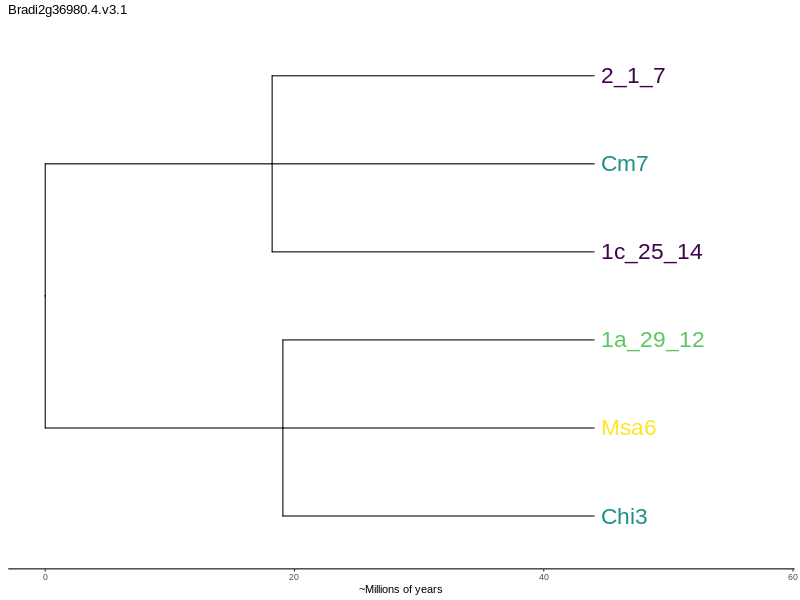 Bradi2g36980.4.v3.1
2_1_7
Cm7
1c_25_14
1a_29_12
Msa6
Chi3
0 20 40 60
~Millions of years